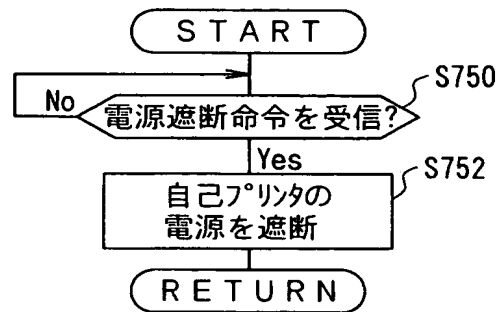 START
S750
No
電源遮断命令を受信?
Yes
S752
自己プリンタの
電源を遮断
RETURN